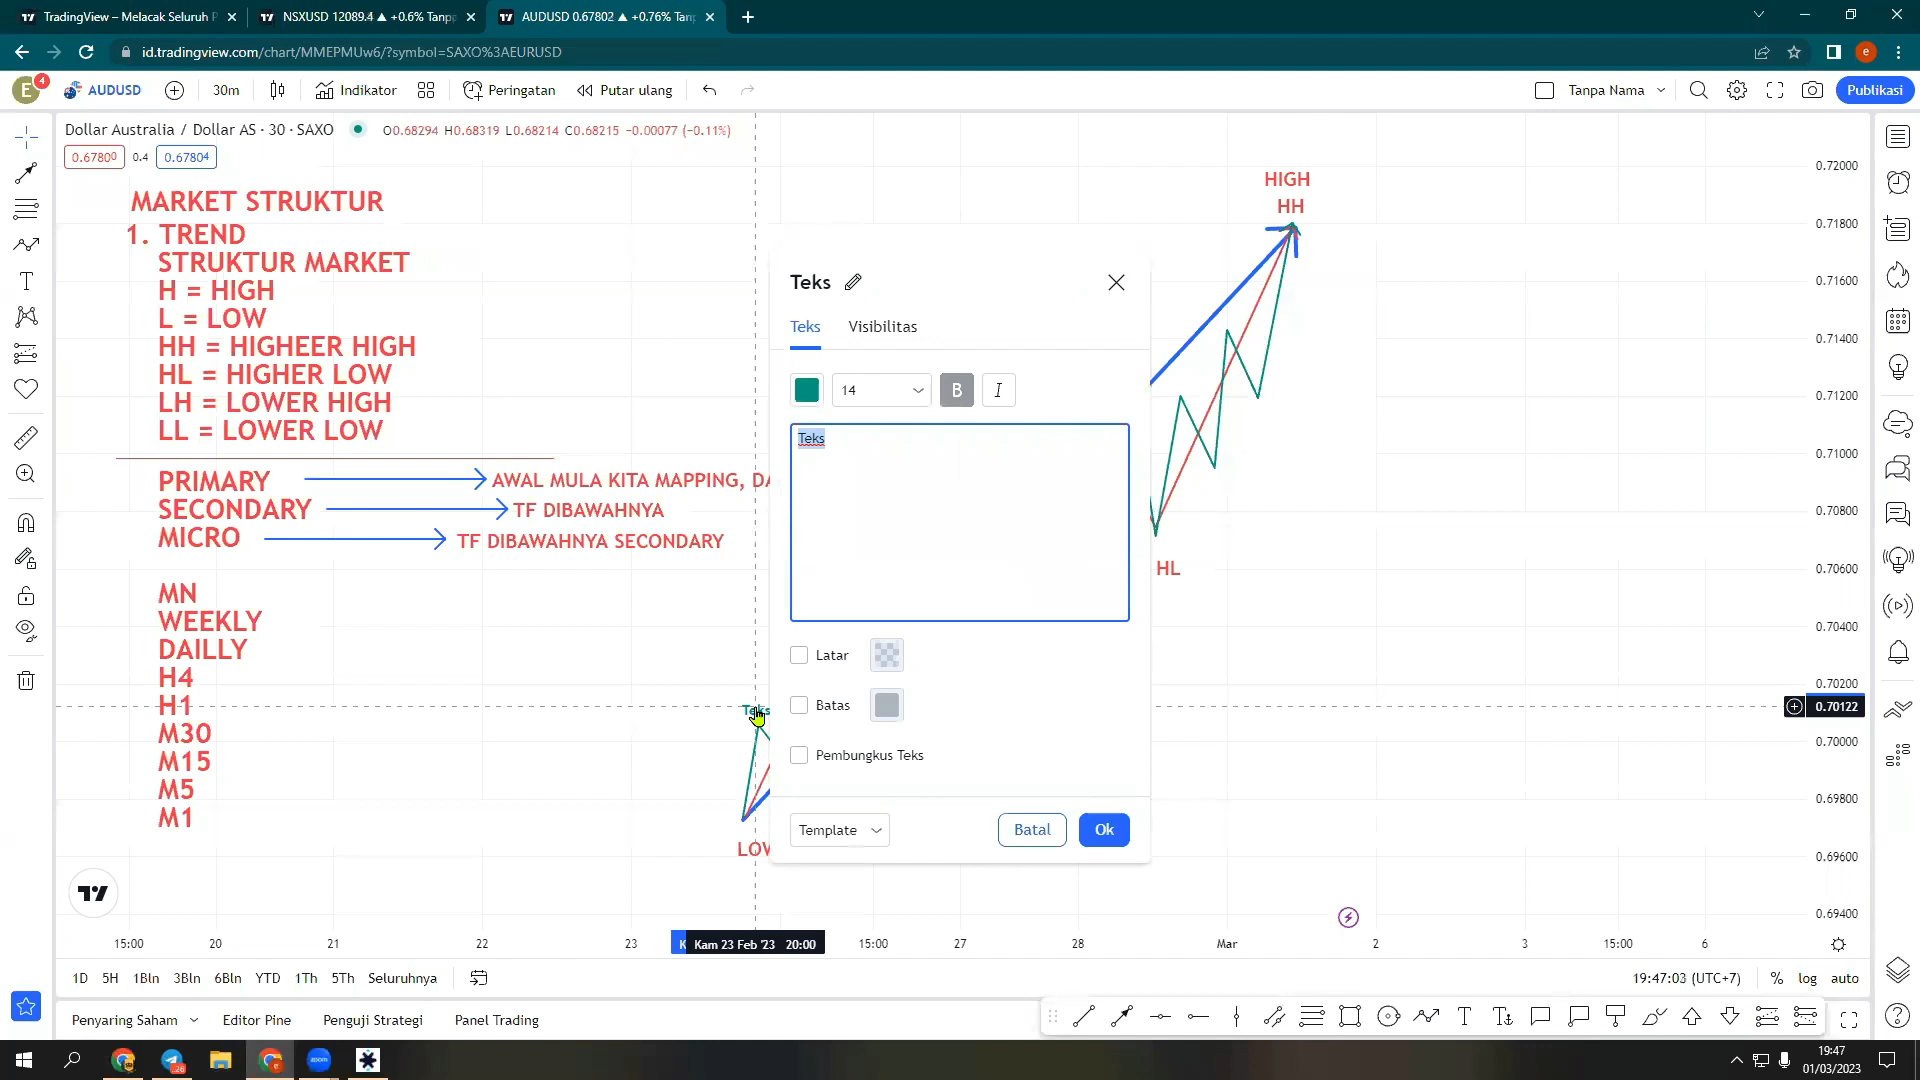 TradingView – Melacak Seluruh P
NSXUSD 12089.4 ▲ +0.6% Tanpa
AUDUSD 0.67802 ▲ +0.76% Tan
id.tradingview.com/chart/MMEPMUw6/?symbol=SAXO%3AEURUSD
e
E
4
AUDUSD
30m
Indikator
Peringatan
Putar ulang
Tanpa Nama
Publikasi
Dollar Australia / Dollar AS · 30 · SAXO
O0.68294 H0.68319 L0.68214 C0.68215 −0.00077 (−0.11%)
0.67800
0.4
0.67804
MARKET STRUKTUR
1. TREND
STRUKTUR MARKET
H = HIGH
L = LOW
HH = HIGHEER HIGH
HL = HIGHER LOW
LH = LOWER HIGH
LL = LOWER LOW
PRIMARY
AWAL MULA KITA MAPPING, DA
SECONDARY
TF DIBAWAHNYA
MICRO
TF DIBAWAHNYA SECONDARY
MN
WEEKLY
DAILLY
H4
H1
M30
M15
M5
M1
HIGH
HH
HL
Teks
LOW
Teks
Teks
Visibilitas
14
B
I
Teks
Latar
Batas
Pembungkus Teks
Template
Batal
Ok
0.72000
0.71800
0.71600
0.71400
0.71200
0.71000
0.70800
0.70600
0.70400
0.70200
0.70122
0.70000
0.69800
0.69600
0.69400
15:00
20
21
22
23
K
Kam 23 Feb '23 20:00
15:00
27
28
Mar
2
3
15:00
6
1D
5H
1Bln
3Bln
6Bln
YTD
1Th
5Th
Seluruhnya
19:47:03 (UTC+7)
%
log
auto
Penyaring Saham
Editor Pine
Penguji Strategi
Panel Trading
zoom
26
19:47
01/03/2023